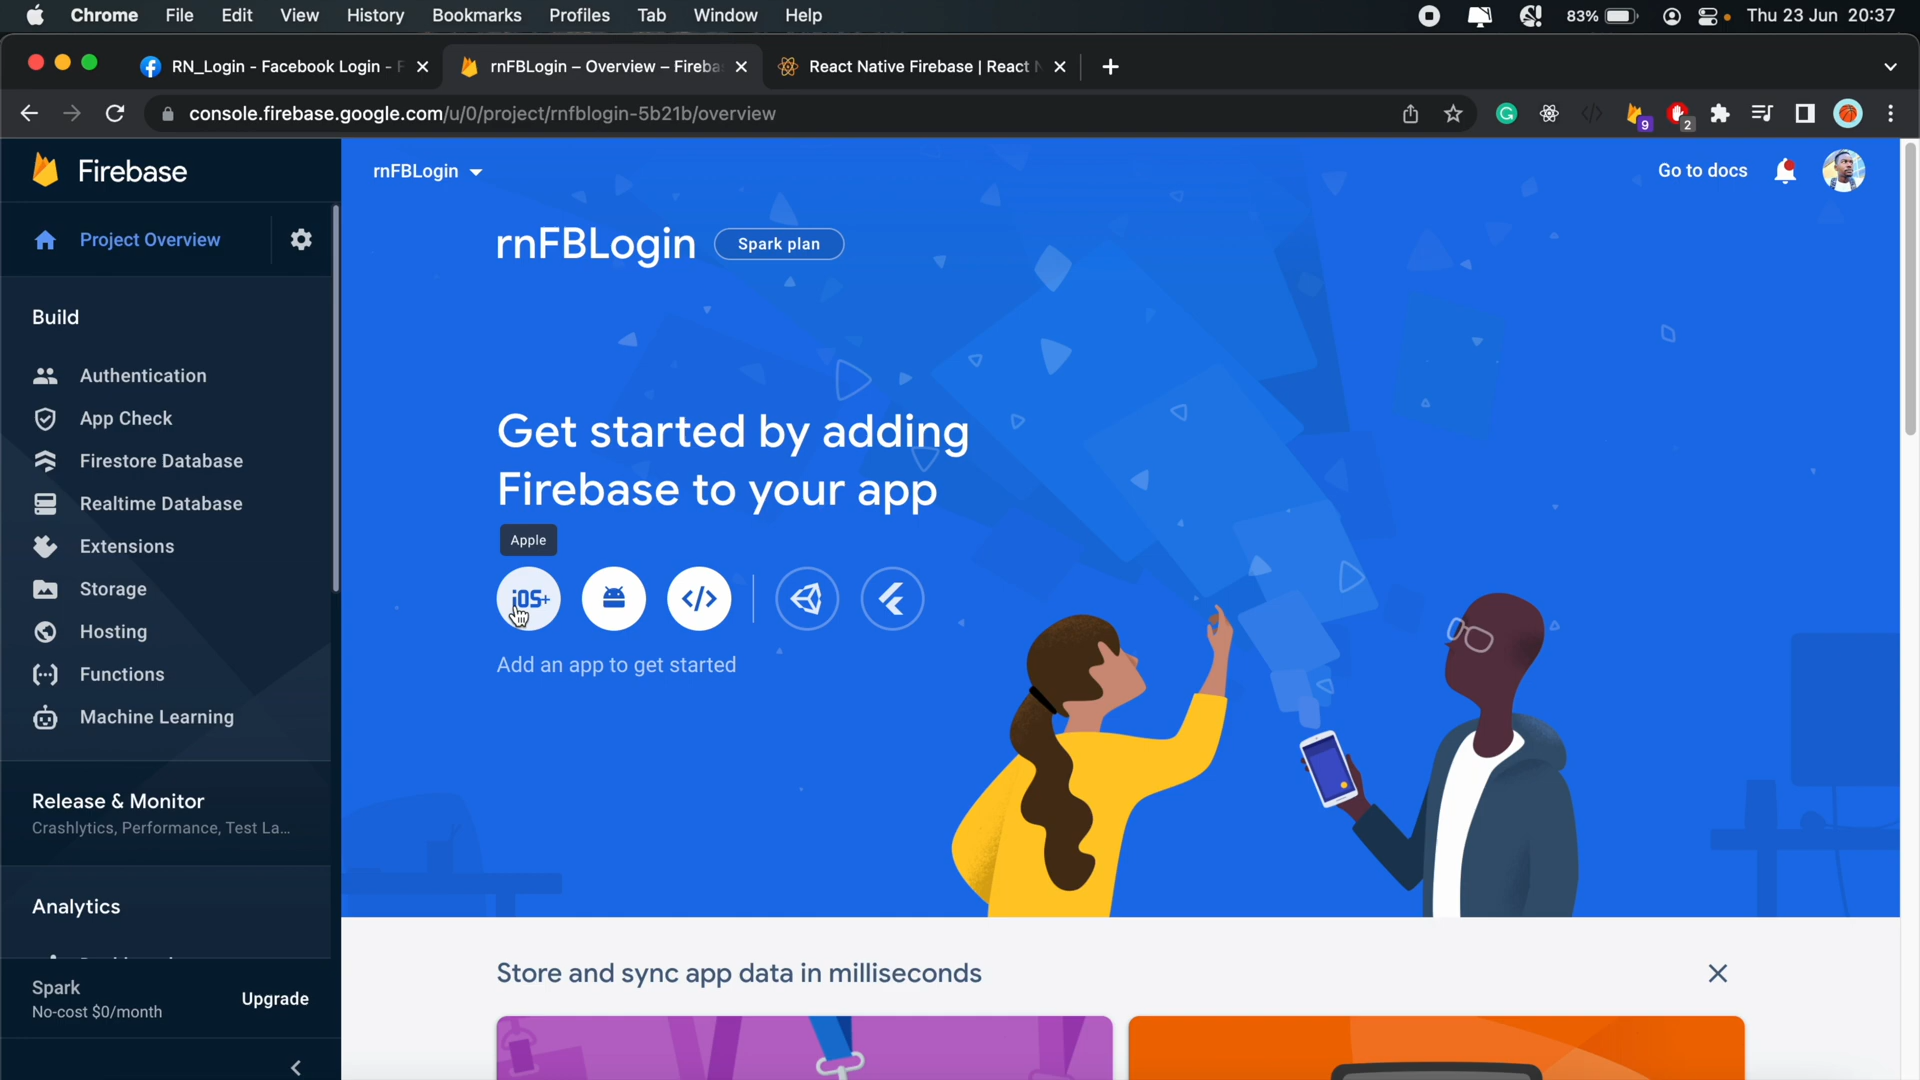 Chrome File Edit View History Bookmarks Profiles Tab Window Help 83% Thu 23 Jun 20:37
RN_Login - Facebook Login - F rnFBLogin – Overview – Fireba React Native Firebase | React N
console.firebase.google.com/u/0/project/rnfblogin-5b21b/overview 9 2
Firebase
rnFBLogin
Go to docs
Project Overview
rnFBLogin Spark plan
Build
Authentication
App Check
Firestore Database
Realtime Database
Extensions
Storage
Hosting
Functions
Machine Learning
Release & Monitor
Crashlytics, Performance, Test La...
Analytics
Spark
No-cost $0/month
Upgrade
Get started by adding
Firebase to your app
Apple
iOS+ </>
Add an app to get started
Store and sync app data in milliseconds